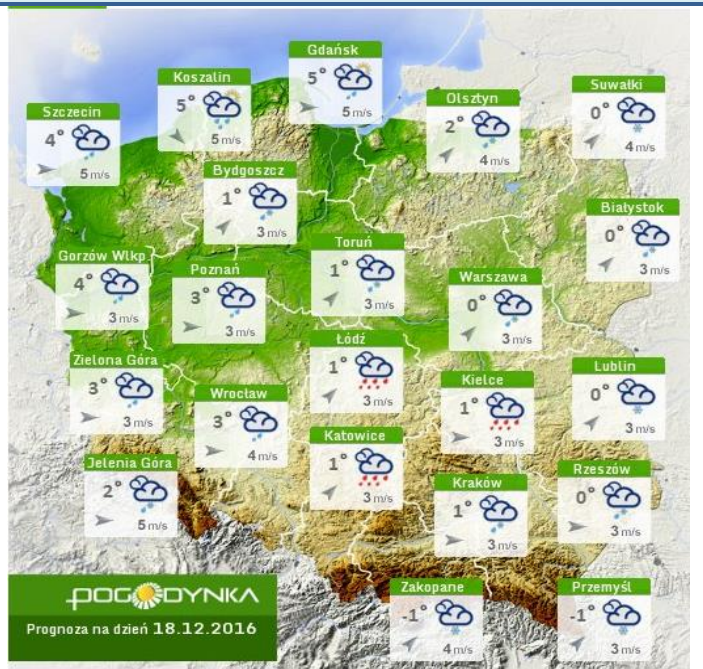 Gdańsk
5°
5 m/s
Koszalin
5°
5 m/s
Suwałki
0°
4 m/s
Olsztyn
2°
4 m/s
Szczecin
4°
5 m/s
Bydgoszcz
1°
3 m/s
Białystok
0°
3 m/s
Toruń
1°
3 m/s
Gorzów Wlkp.
4°
3 m/s
Poznań
3°
3 m/s
Warszawa
0°
3 m/s
Łódź
1°
3 m/s
Zielona Góra
3°
3 m/s
Lublin
0°
3 m/s
Kielce
1°
3 m/s
Wrocław
3°
4 m/s
Katowice
1°
3 m/s
Jelenia Góra
2°
5 m/s
Rzeszów
0°
3 m/s
Kraków
1°
3 m/s
Zakopane
-1°
4 m/s
Przemyśl
-1°
3 m/s
POGODYNKA
Prognoza na dzień 18.12.2016